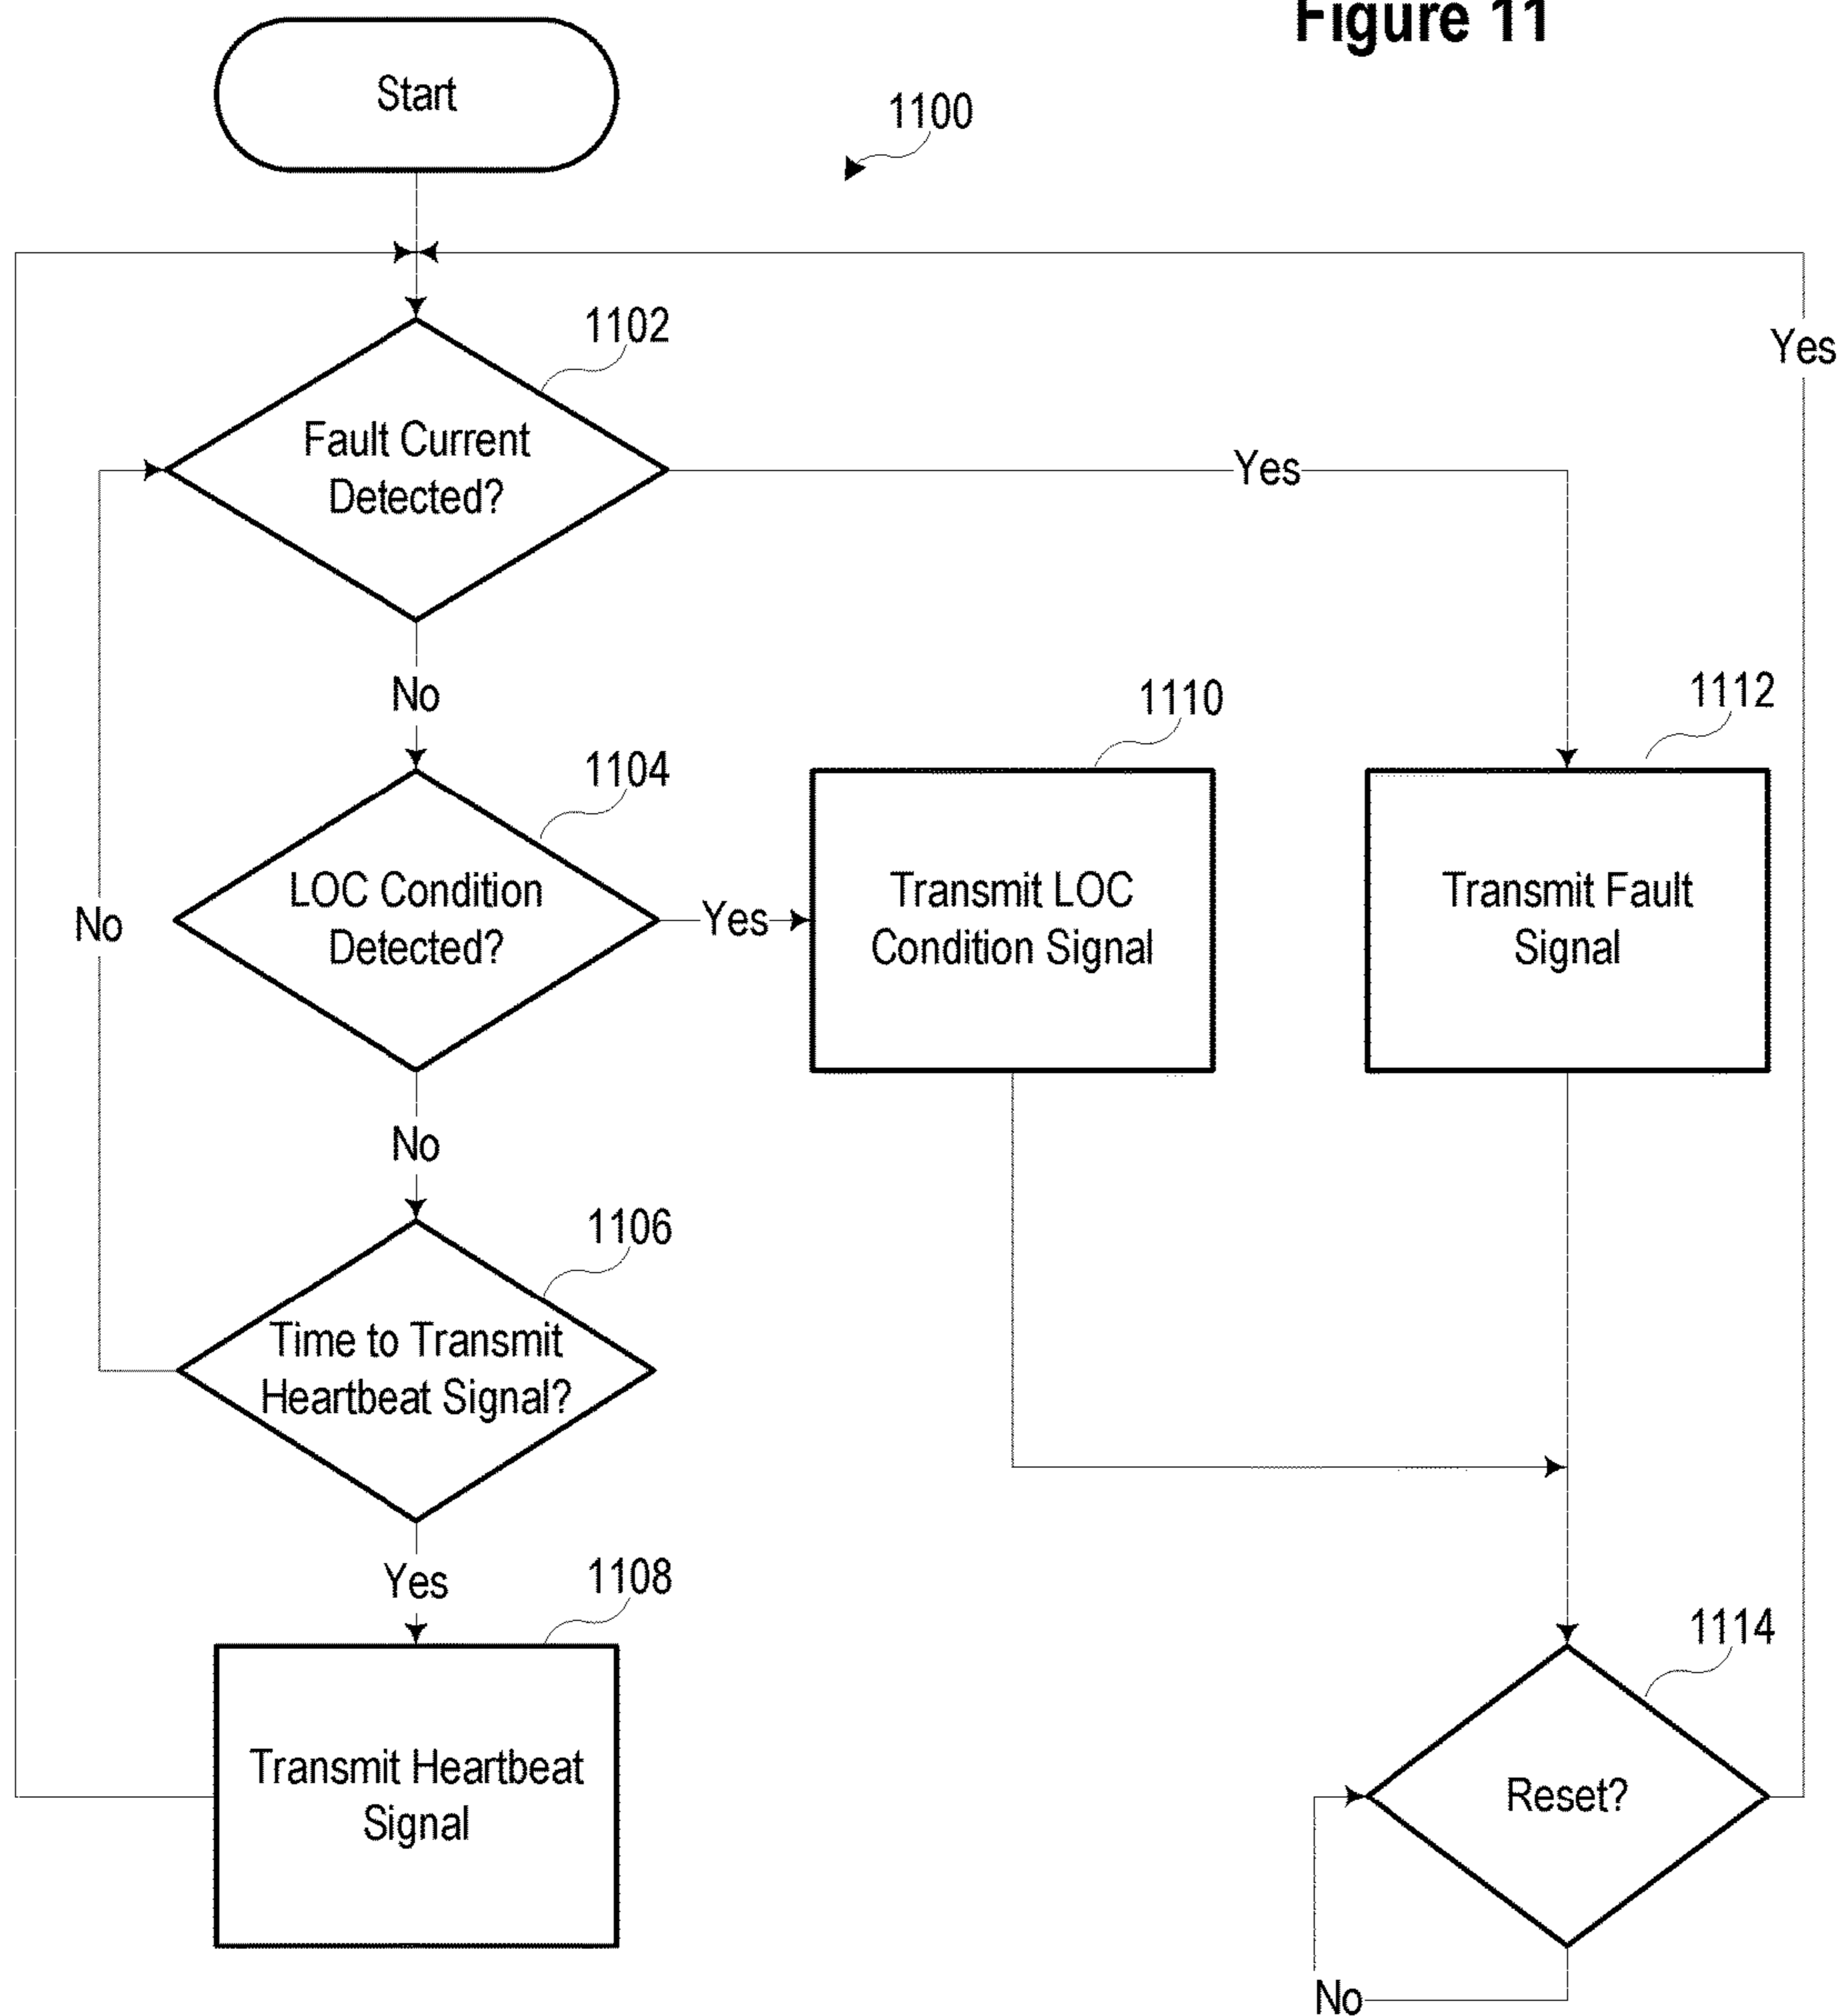 Figure 11
Start
1100
1102
Yes
Fault Current
Detected?
Yes
No
1110
1112
1104
LOC Condition
Detected?
Yes
Transmit LOC
Condition Signal
Transmit Fault
Signal
No
No
1106
Time to Transmit
Heartbeat Signal?
Yes
1108
1114
Transmit Heartbeat
Signal
Reset?
No